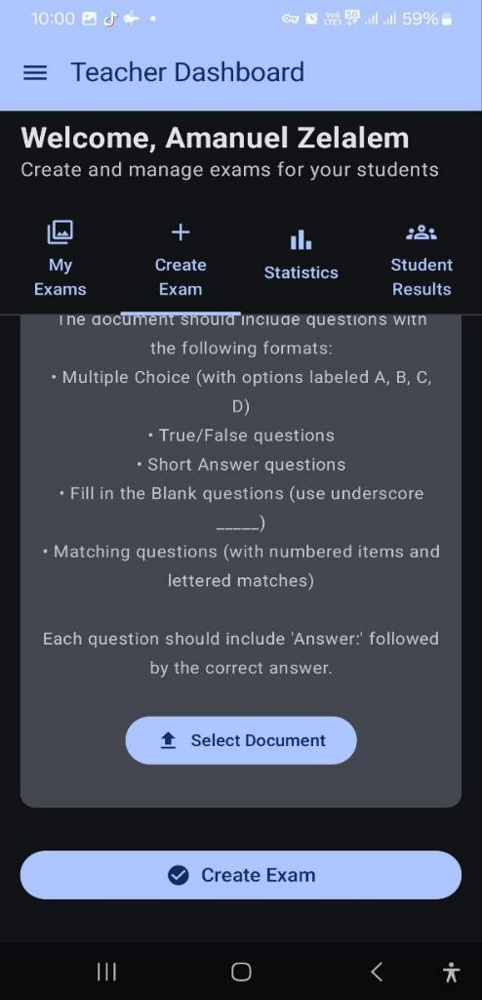 10:00 59%
Teacher Dashboard
Welcome, Amanuel Zelalem
Create and manage exams for your students
My Exams
Create Exam
Statistics
Student Results
The document should include questions with
the following formats:
• Multiple Choice (with options labeled A, B, C,
D)
• True/False questions
• Short Answer questions
• Fill in the Blank questions (use underscore
_____)
• Matching questions (with numbered items and
lettered matches)
Each question should include 'Answer:' followed
by the correct answer.
Select Document
Create Exam